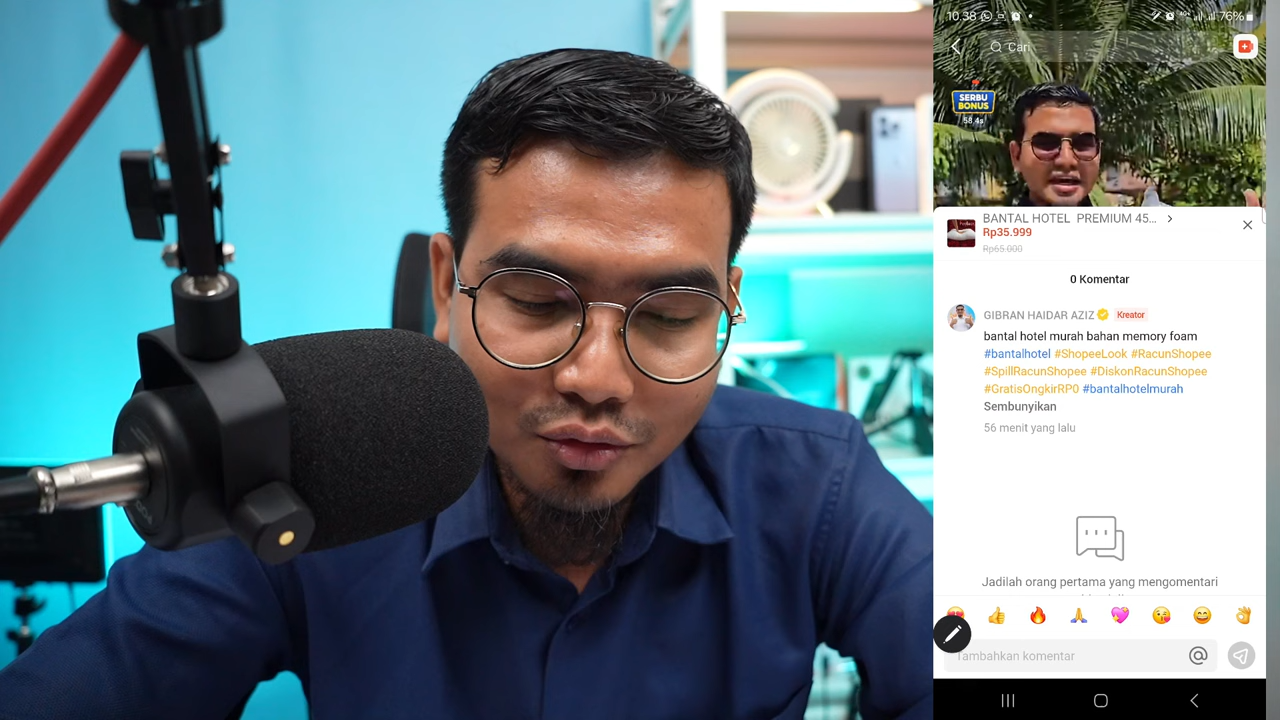 10.38
76%
Cari
SERBU
BONUS
58.4s
BANTAL HOTEL PREMIUM 45...
Rp35.999
Rp65.000
0 Komentar
GIBRAN HAIDAR AZIZ
Kreator
bantal hotel murah bahan memory foam
#bantalhotel #ShopeeLook #RacunShopee
#SpillRacunShopee #DiskonRacunShopee
#GratisOngkirRP0 #bantalhotelmurah
Sembunyikan
56 menit yang lalu
Jadilah orang pertama yang mengomentari
Tambahkan komentar